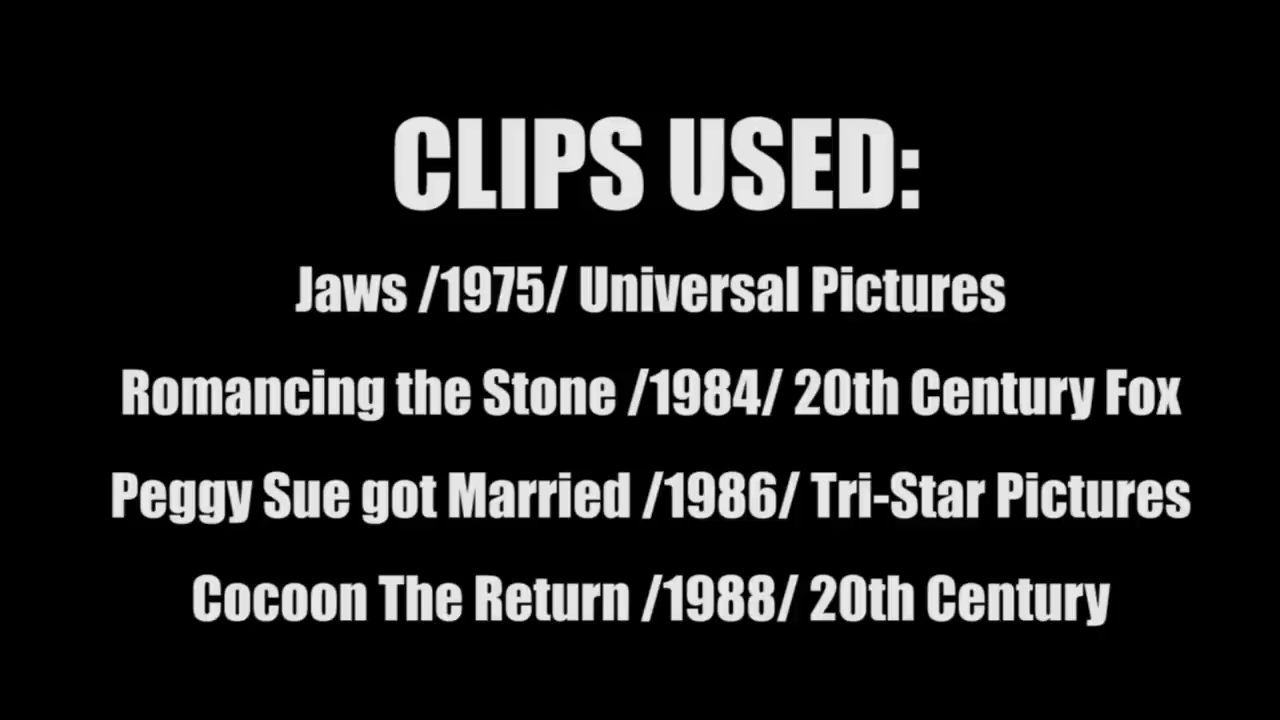 CLIPS USED:
Jaws /1975/ Universal Pictures
Romancing the Stone /1984/ 20th Century Fox
Peggy Sue got Married /1986/ Tri-Star Pictures
Cocoon The Return /1988/ 20th Century